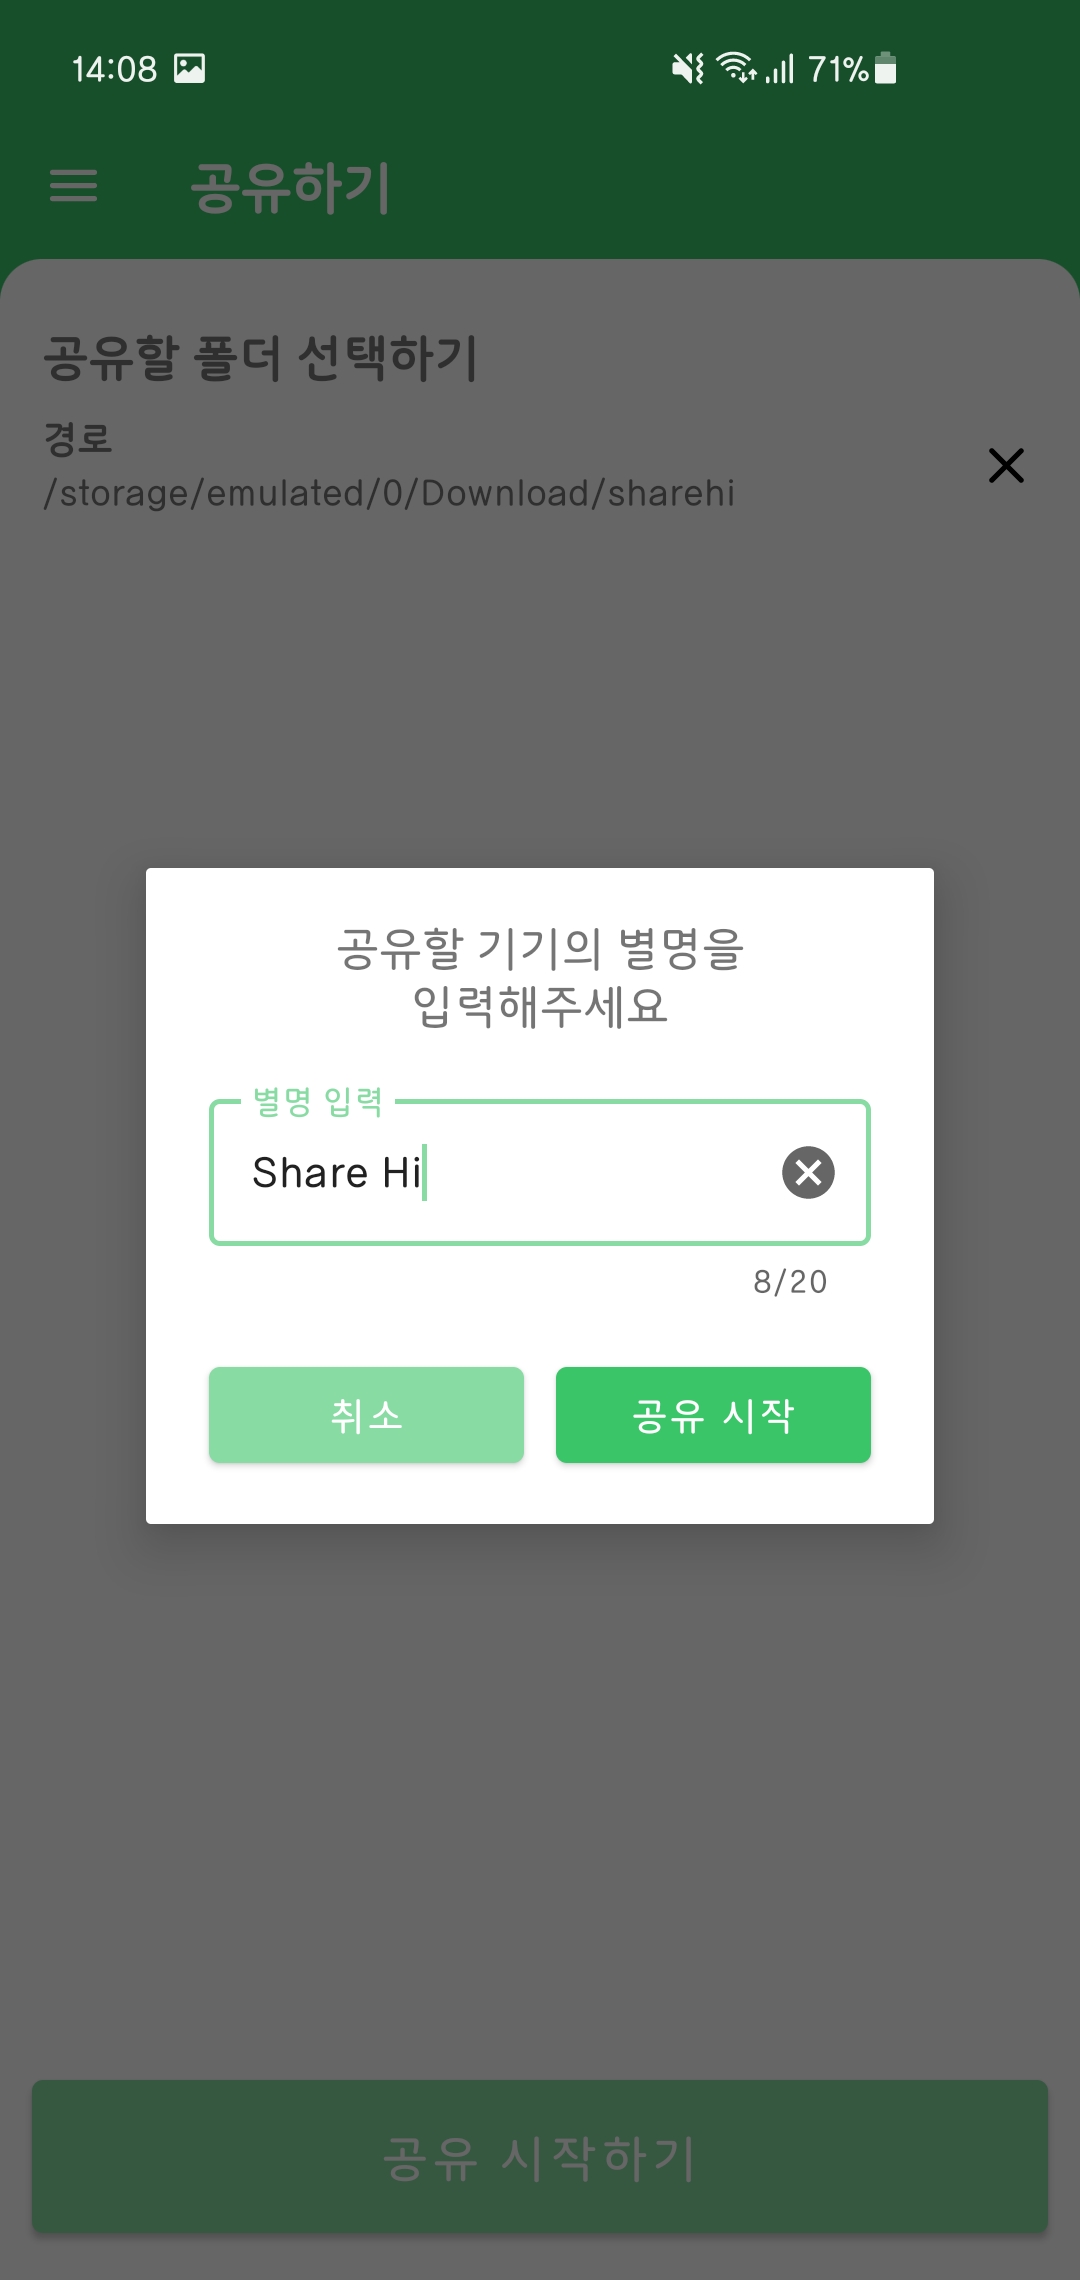 14:08
71%
공유하기
공유할 폴더 선택하기
경로
/storage/emulated/0/Download/sharehi
공유할 기기의 별명을
입력해주세요
별명 입력
Share Hi
8/20
취소
공유 시작
공유 시작하기